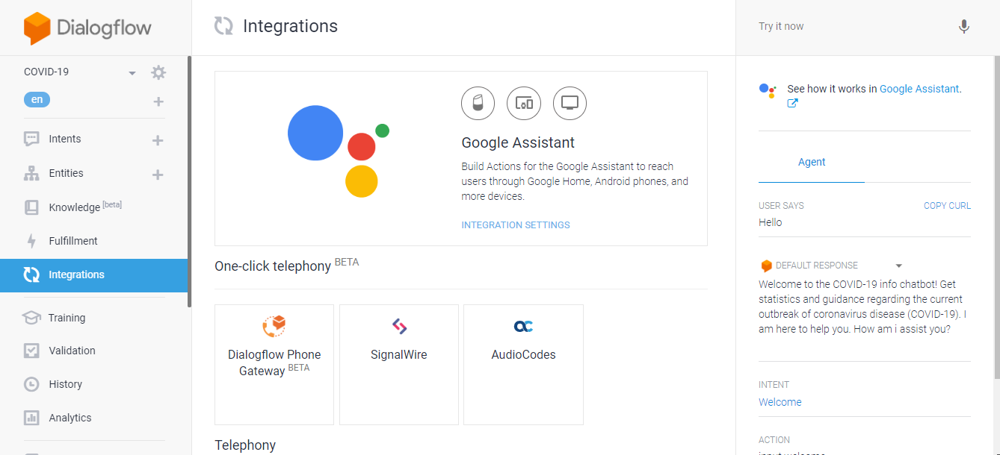 Dialogflow
COVID-19
en
Intents
Entities
Knowledge [beta]
Fulfillment
Integrations
Training
Validation
History
Analytics
Integrations
Google Assistant
Build Actions for the Google Assistant to reach
users through Google Home, Android phones, and
more devices.
INTEGRATION SETTINGS
One-click telephony BETA
Dialogflow Phone
Gateway BETA
SignalWire
AudioCodes
Telephony
Try it now
See how it works in Google Assistant.
Agent
USER SAYS
COPY CURL
Hello
DEFAULT RESPONSE
Welcome to the COVID-19 info chatbot! Get
statistics and guidance regarding the current
outbreak of coronavirus disease (COVID-19). I
am here to help you. How am i assist you?
INTENT
Welcome
ACTION